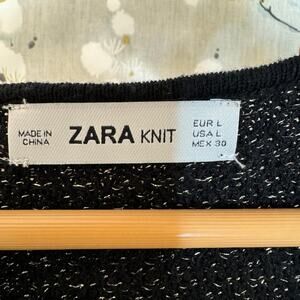 MADE IN
CHINA
ZARA KNIT
EUR L
USA L
MEX 30